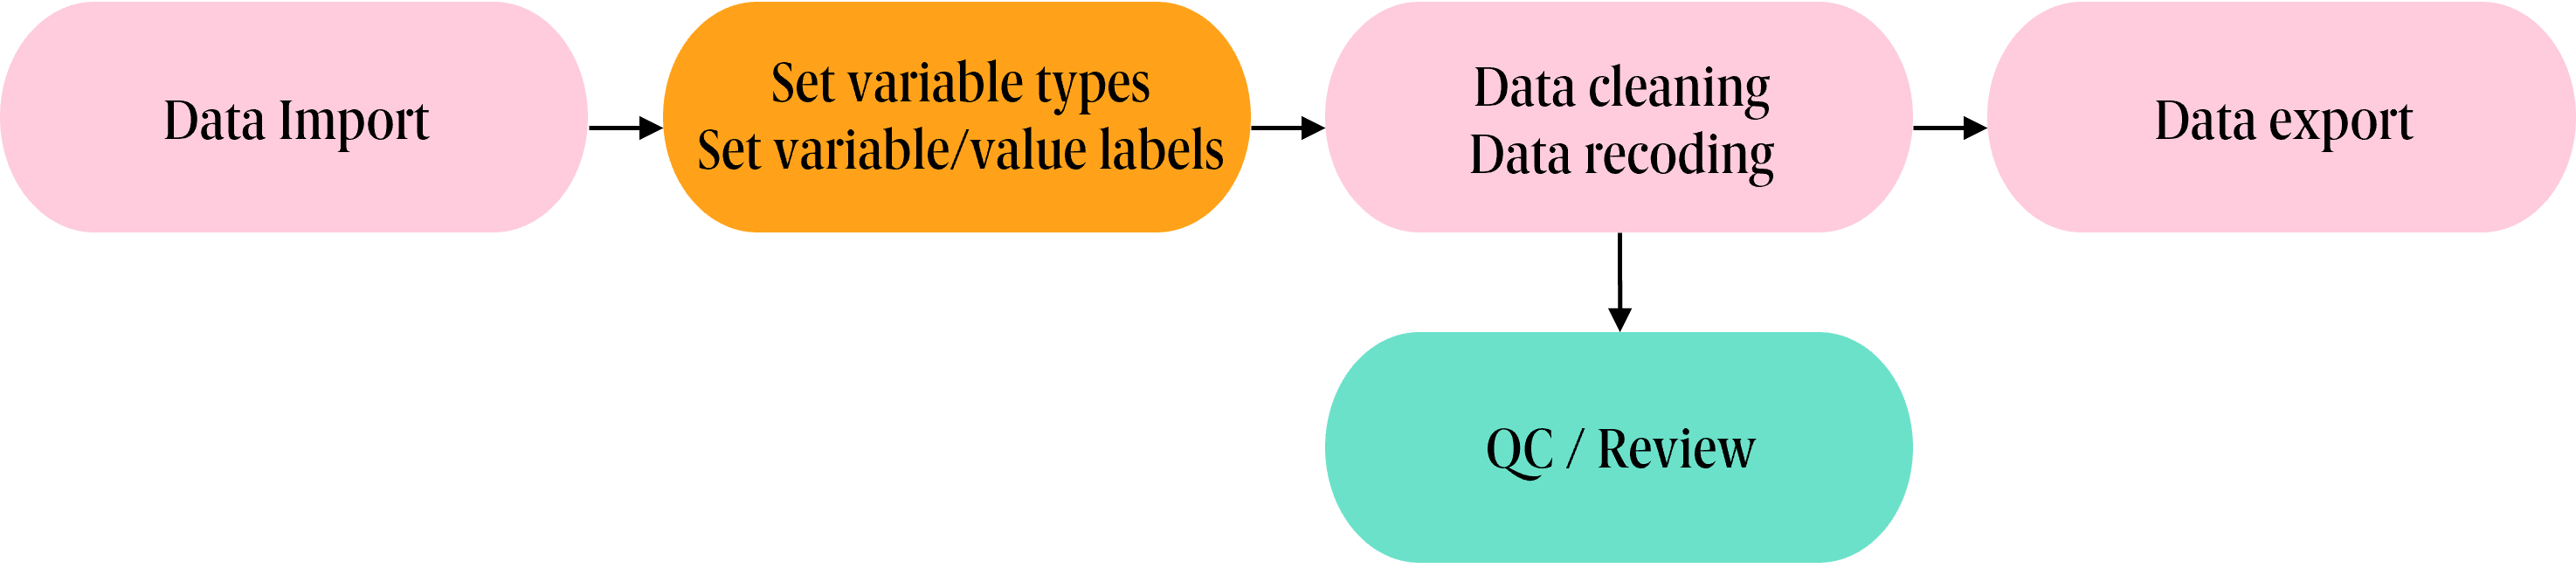 Data Import
Set variable types
Set variable/value labels
Data cleaning
Data recoding
Data export
QC / Review